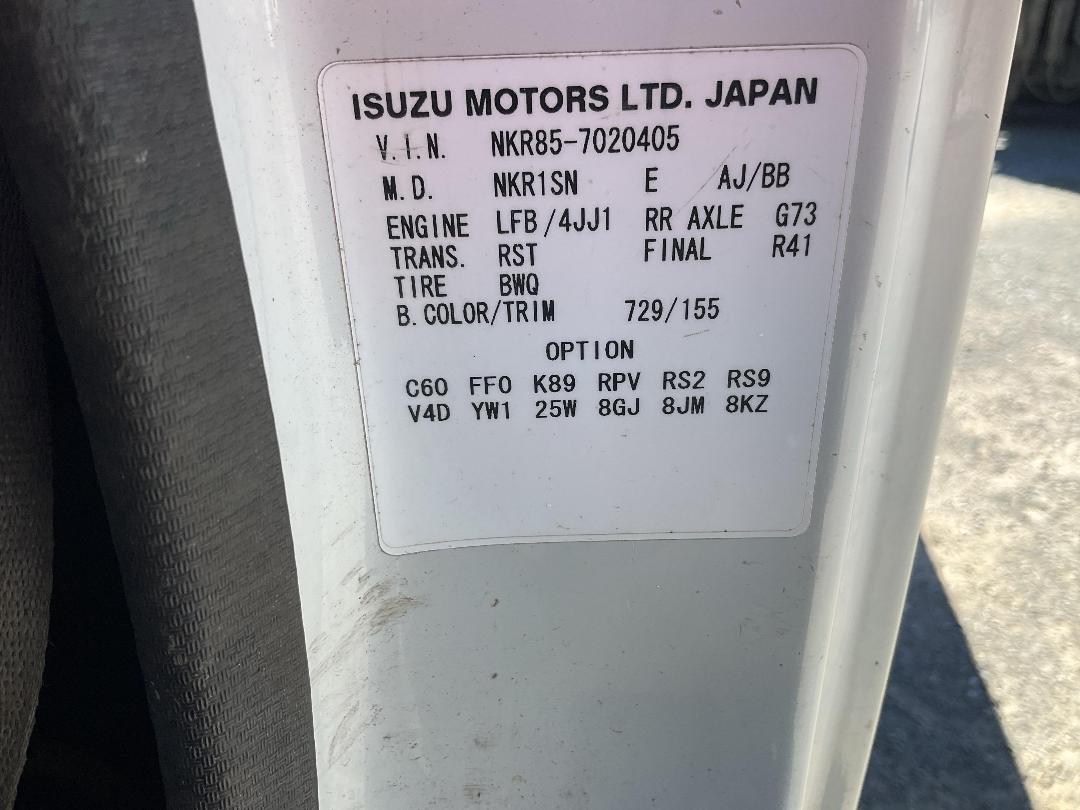 ISUZU MOTORS LTD. JAPAN
V.I.N. NKR85-7020405
M.D. NKR1SN E AJ/BB
ENGINE LFB/4JJ1 RR AXLE G73
TRANS. RST FINAL R41
TIRE BWQ
B.COLOR/TRIM 729/155
OPTION
C60 FF0 K89 RPV RS2 RS9
V4D YW1 25W 8GJ 8JM 8KZ